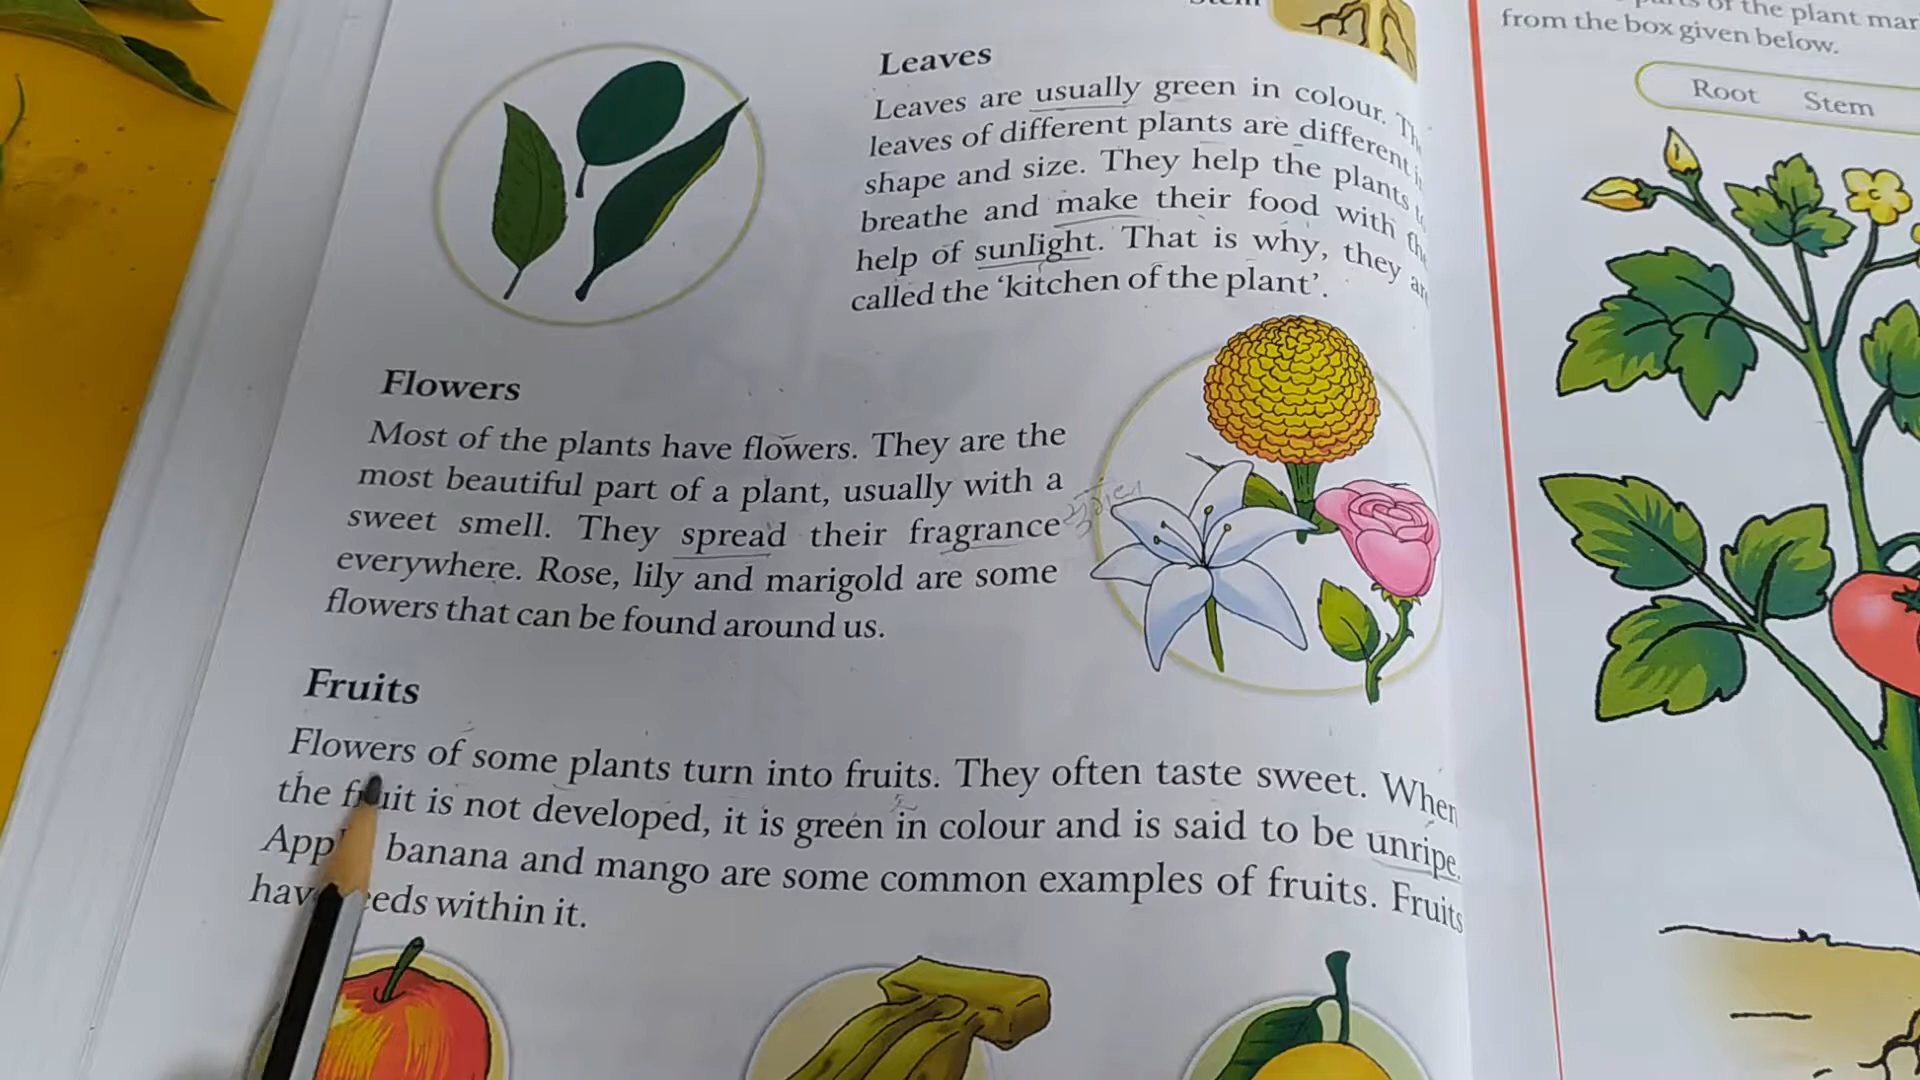 Stem
Leaves
Leaves are usually green in colour.
leaves of different plants are different
shape and size. They help the plants
breathe and make their food with
help of sunlight. That is why, they
called the ‘kitchen of the plant’.
Flowers
Most of the plants have flowers. They are the
most beautiful part of a plant, usually with a
sweet smell. They spread their fragrance
everywhere. Rose, lily and marigold are some
flowers that can be found around us.
Fruits
Flowers of some plants turn into fruits. They often taste sweet. When
the fruit is not developed, it is green in colour and is said to be unripe.
banana and mango are some common examples of fruits. Fruits
within it.
of the plant
from the box given below.
Root Stem